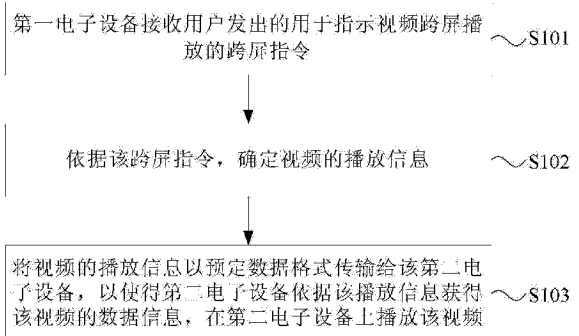 第一电子设备接收用户发出的用于指示视频跨屏播
放的跨屏指令
S101
依据该跨屏指令，确定视频的播放信息
S102
将视频的播放信息以预定数据格式传输给该第二电
子设备，以使得第二电子设备依据该播放信息获得
该视频的数据信息，在第二电子设备上播放该视频
S103